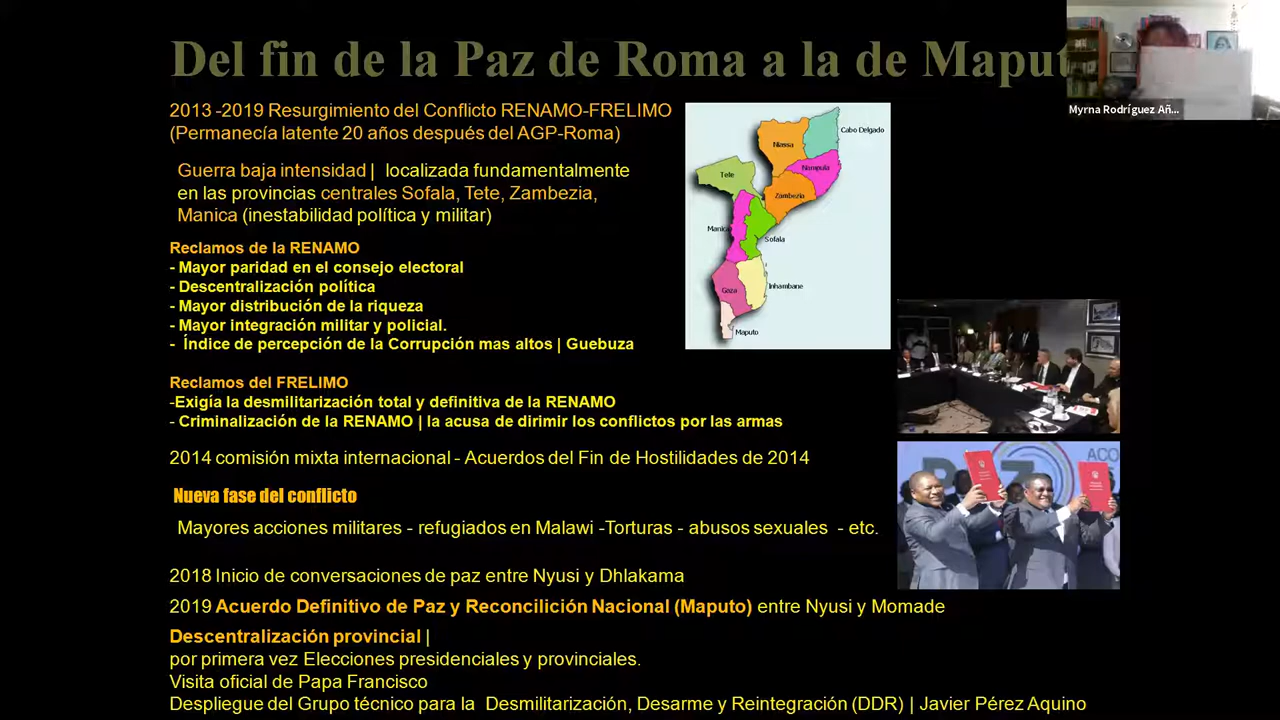 Del fin de la Paz de Roma a la de Maput
Myrna Rodríguez Añ...
2013 -2019 Resurgimiento del Conflicto RENAMO-FRELIMO
(Permanecía latente 20 años después del AGP-Roma)
Guerra baja intensidad | localizada fundamentalmente
en las provincias centrales Sofala, Tete, Zambezia,
Manica (inestabilidad política y militar)
Reclamos de la RENAMO
- Mayor paridad en el consejo electoral
- Descentralización política
- Mayor distribución de la riqueza
- Mayor integración militar y policial.
- Índice de percepción de la Corrupción mas altos | Guebuza
Reclamos del FRELIMO
-Exigía la desmilitarización total y definitiva de la RENAMO
- Criminalización de la RENAMO | la acusa de dirimir los conflictos por las armas
2014 comisión mixta internacional - Acuerdos del Fin de Hostilidades de 2014
Nueva fase del conflicto
Mayores acciones militares - refugiados en Malawi -Torturas - abusos sexuales - etc.
2018 Inicio de conversaciones de paz entre Nyusi y Dhlakama
2019 Acuerdo Definitivo de Paz y Reconcilición Nacional (Maputo) entre Nyusi y Momade
Descentralización provincial |
por primera vez Elecciones presidenciales y provinciales.
Visita oficial de Papa Francisco
Despliegue del Grupo técnico para la Desmilitarización, Desarme y Reintegración (DDR) | Javier Pérez Aquino
Cabo Delgado
Niassa
Nampula
Tete
Zambezia
Manica
Sofala
Inhambane
Gaza
Maputo
PAZ
ACO